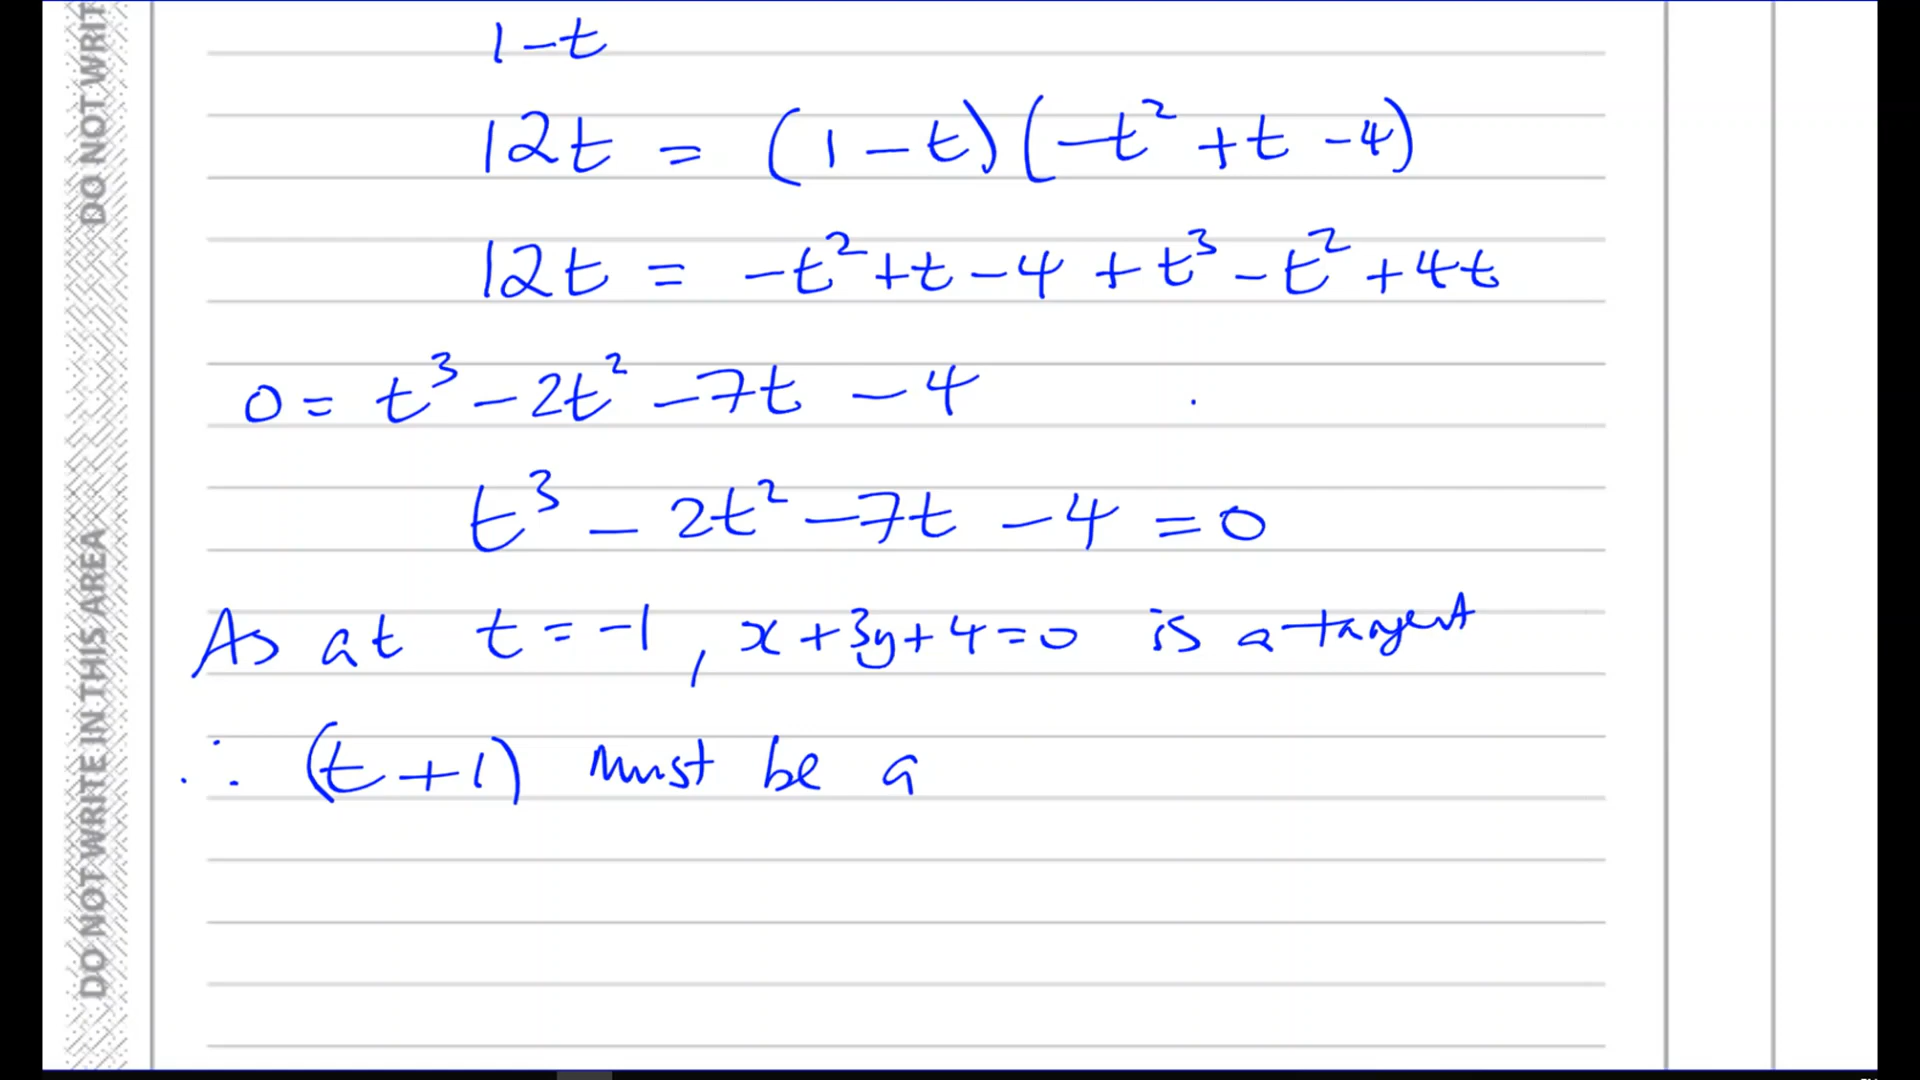 1-t
12t = (1-t)(-t²+t-4)
12t = -t²+t-4+t³-t²+4t
0= t³-2t²-7t-4
t³-2t²-7t-4=0
As at t=-1, x+3y+4=0 is a tangent
∴ (t+1) must be a
DO NOT WRIT
DO NOT WRITE IN THIS AREA